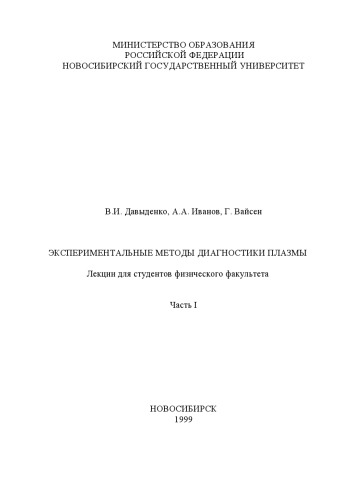 МИНИСТЕРСТВО ОБРАЗОВАНИЯ
РОССИЙСКОЙ ФЕДЕРАЦИИ
НОВОСИБИРСКИЙ ГОСУДАРСТВЕННЫЙ УНИВЕРСИТЕТ
В.И. Давыденко, А.А. Иванов, Г. Вайсен
ЭКСПЕРИМЕНТАЛЬНЫЕ МЕТОДЫ ДИАГНОСТИКИ ПЛАЗМЫ
Лекции для студентов физического факультета
Часть I
НОВОСИБИРСК
1999